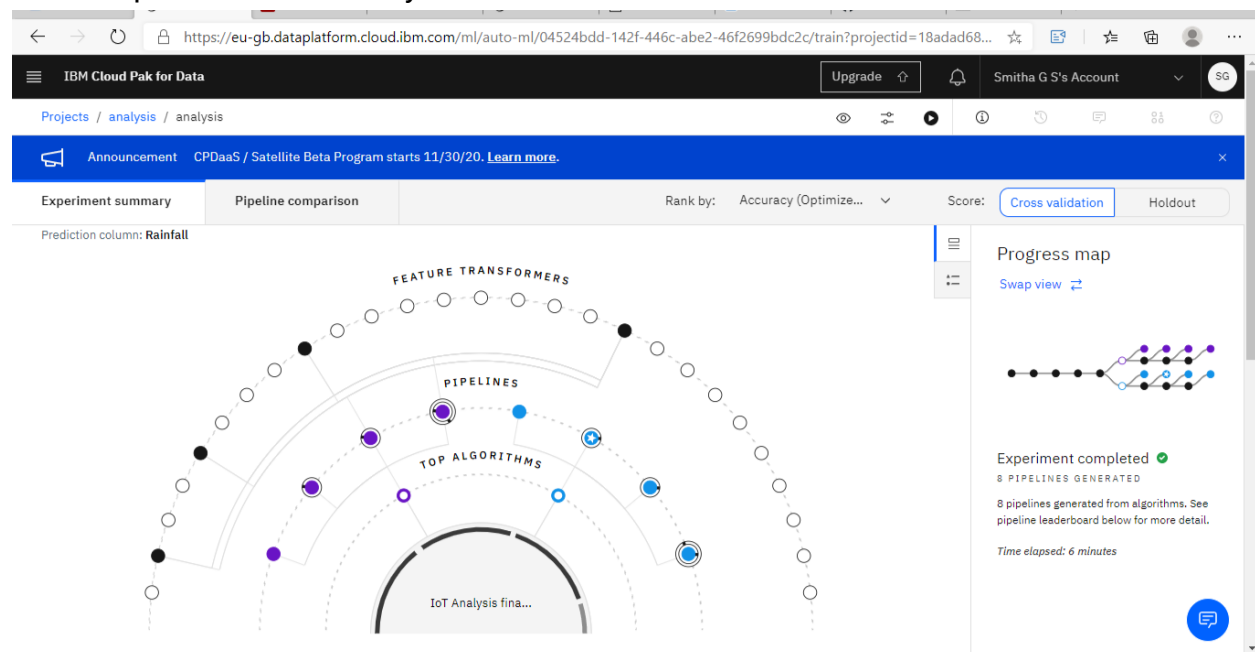 https://eu-gb.dataplatform.cloud.ibm.com/ml/auto-ml/04524bdd-142f-446c-abe2-46f2699bdc2c/train?projectid=18adad68...
IBM Cloud Pak for Data
Upgrade
Smitha G S's Account
SG
Projects / analysis / analysis
Announcement CPDaaS / Satellite Beta Program starts 11/30/20. Learn more.
Experiment summary
Pipeline comparison
Rank by: Accuracy (Optimize...
Score: Cross validation Holdout
Prediction column: Rainfall
FEATURE TRANSFORMERS
PIPELINES
TOP ALGORITHMS
IoT Analysis fina...
Progress map
Swap view
Experiment completed
8 PIPELINES GENERATED
8 pipelines generated from algorithms. See
pipeline leaderboard below for more detail.
Time elapsed: 6 minutes